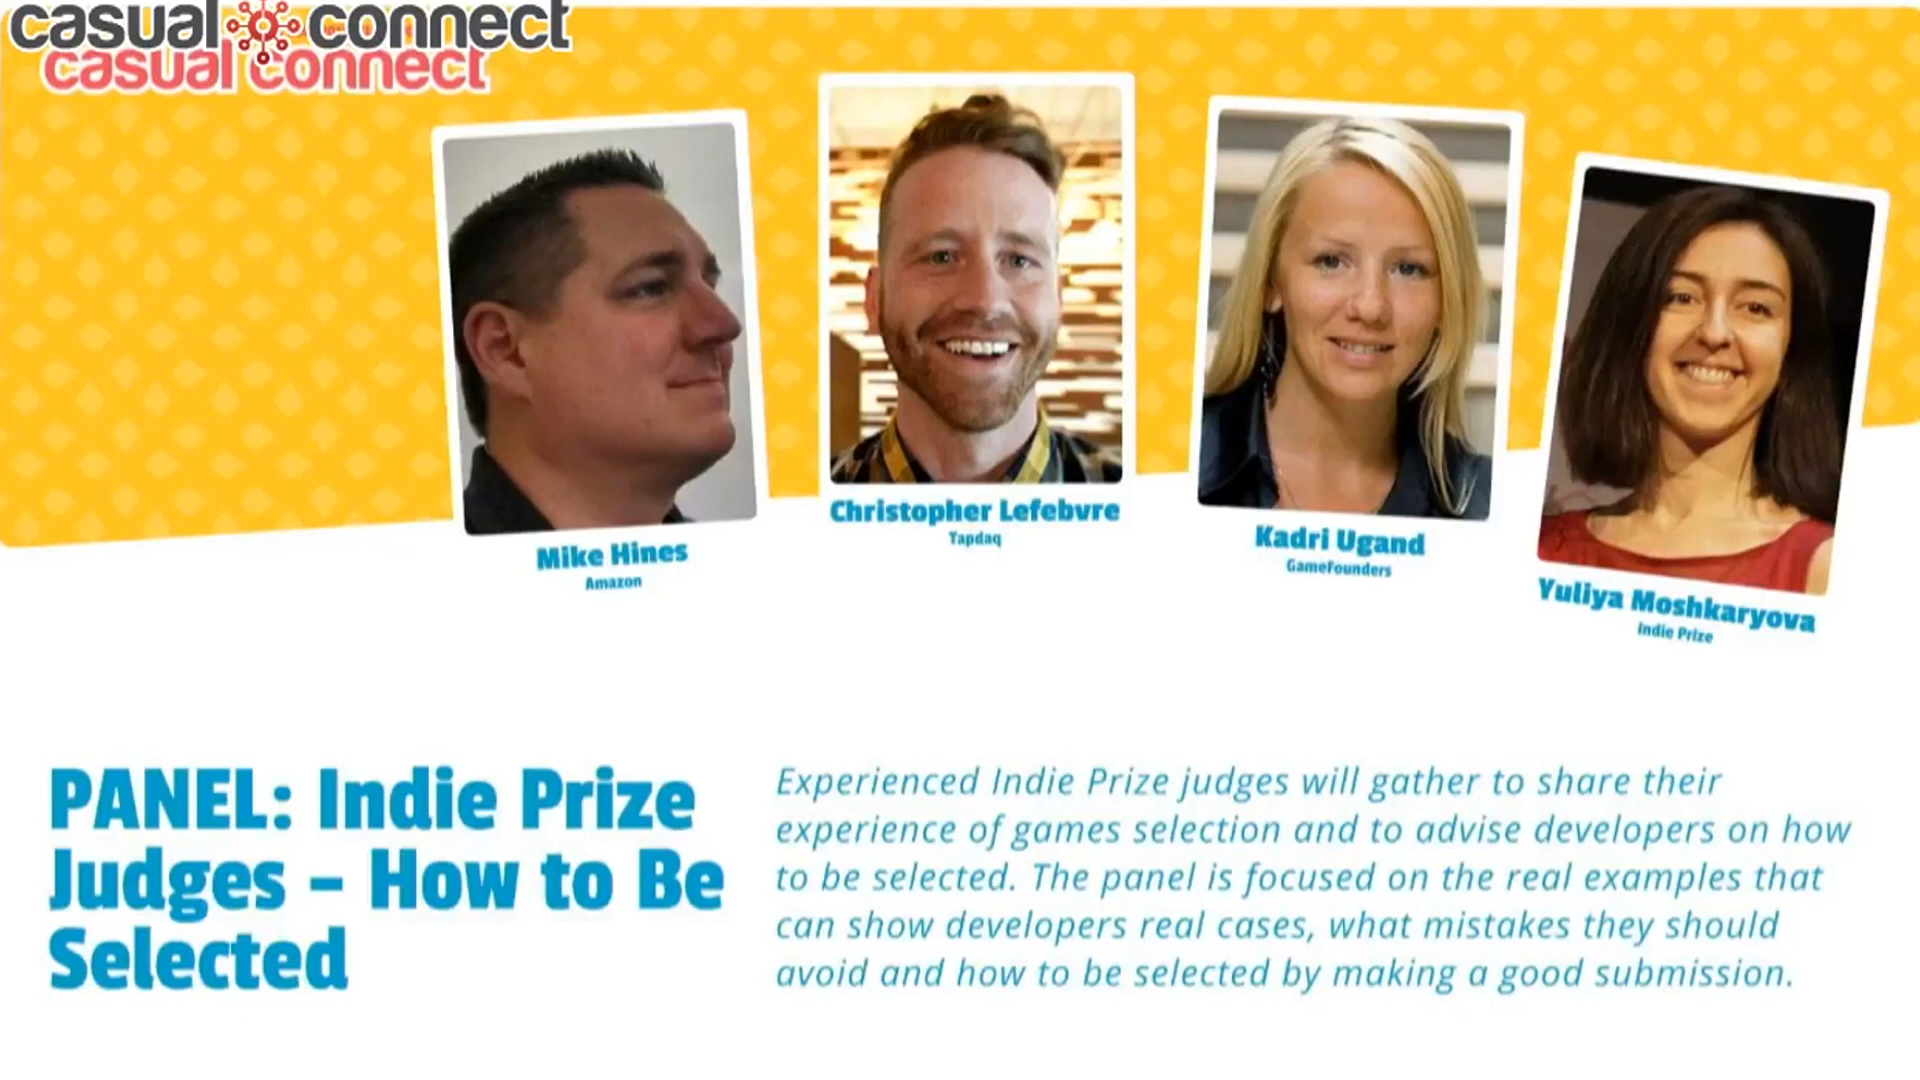 casual connect
casual connect
Mike Hines
Amazon
Christopher Lefebvre
Tapdaq
Kadri Ugand
GameFounders
Yuliya Moshkaryova
Indie Prize
PANEL: Indie Prize
Judges – How to Be
Selected
Experienced Indie Prize judges will gather to share their
experience of games selection and to advise developers on how
to be selected. The panel is focused on the real examples that
can show developers real cases, what mistakes they should
avoid and how to be selected by making a good submission.